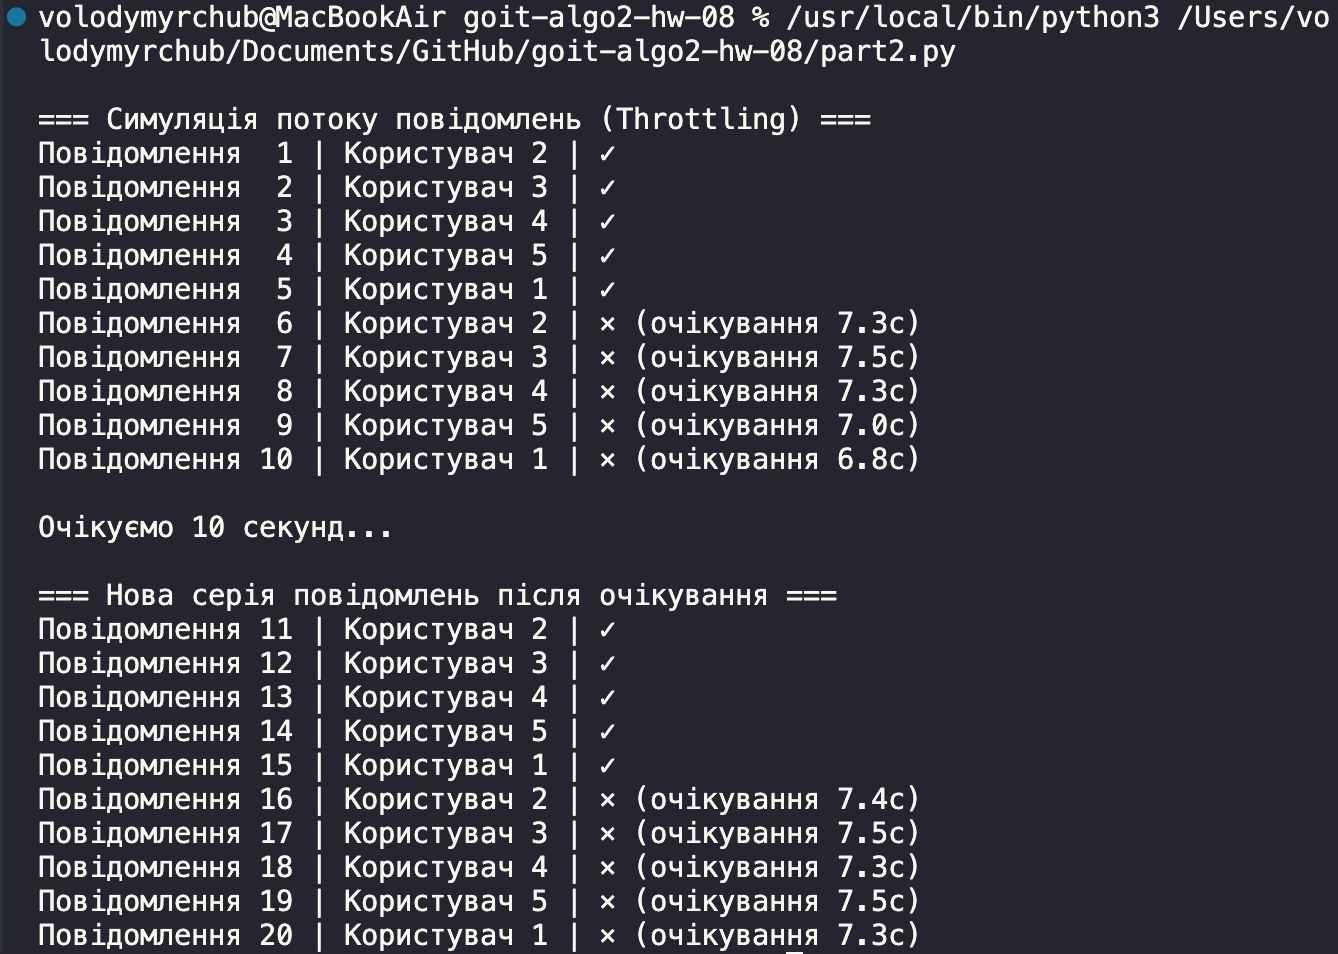 volodymyrchub@MacBookAir goit-algo2-hw-08 % /usr/local/bin/python3 /Users/vo
lodymyrchub/Documents/GitHub/goit-algo2-hw-08/part2.py
=== Симуляція потоку повідомлень (Throttling) ===
Повідомлення  1 | Користувач 2 | ✓
Повідомлення  2 | Користувач 3 | ✓
Повідомлення  3 | Користувач 4 | ✓
Повідомлення  4 | Користувач 5 | ✓
Повідомлення  5 | Користувач 1 | ✓
Повідомлення  6 | Користувач 2 | × (очікування 7.3с)
Повідомлення  7 | Користувач 3 | × (очікування 7.5с)
Повідомлення  8 | Користувач 4 | × (очікування 7.3с)
Повідомлення  9 | Користувач 5 | × (очікування 7.0с)
Повідомлення 10 | Користувач 1 | × (очікування 6.8с)
Очікуємо 10 секунд...
=== Нова серія повідомлень після очікування ===
Повідомлення 11 | Користувач 2 | ✓
Повідомлення 12 | Користувач 3 | ✓
Повідомлення 13 | Користувач 4 | ✓
Повідомлення 14 | Користувач 5 | ✓
Повідомлення 15 | Користувач 1 | ✓
Повідомлення 16 | Користувач 2 | × (очікування 7.4с)
Повідомлення 17 | Користувач 3 | × (очікування 7.5с)
Повідомлення 18 | Користувач 4 | × (очікування 7.3с)
Повідомлення 19 | Користувач 5 | × (очікування 7.5с)
Повідомлення 20 | Користувач 1 | × (очікування 7.3с)